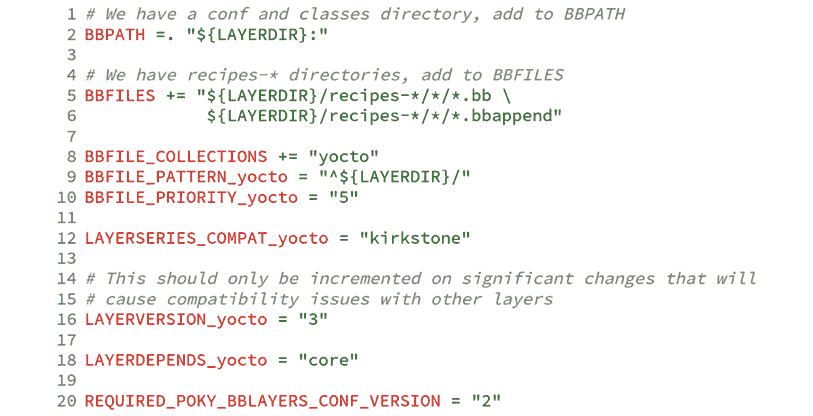 1 # We have a conf and classes directory, add to BBPATH
2 BBPATH =. "${LAYERDIR}:"
3
4 # We have recipes-* directories, add to BBFILES
5 BBFILES += "${LAYERDIR}/recipes-*/*/*.bb \
6             ${LAYERDIR}/recipes-*/*/*.bbappend"
7
8 BBFILE_COLLECTIONS += "yocto"
9 BBFILE_PATTERN_yocto = "^${LAYERDIR}/"
10 BBFILE_PRIORITY_yocto = "5"
11
12 LAYERSERIES_COMPAT_yocto = "kirkstone"
13
14 # This should only be incremented on significant changes that will
15 # cause compatibility issues with other layers
16 LAYERVERSION_yocto = "3"
17
18 LAYERDEPENDS_yocto = "core"
19
20 REQUIRED_POKY_BBLAYERS_CONF_VERSION = "2"